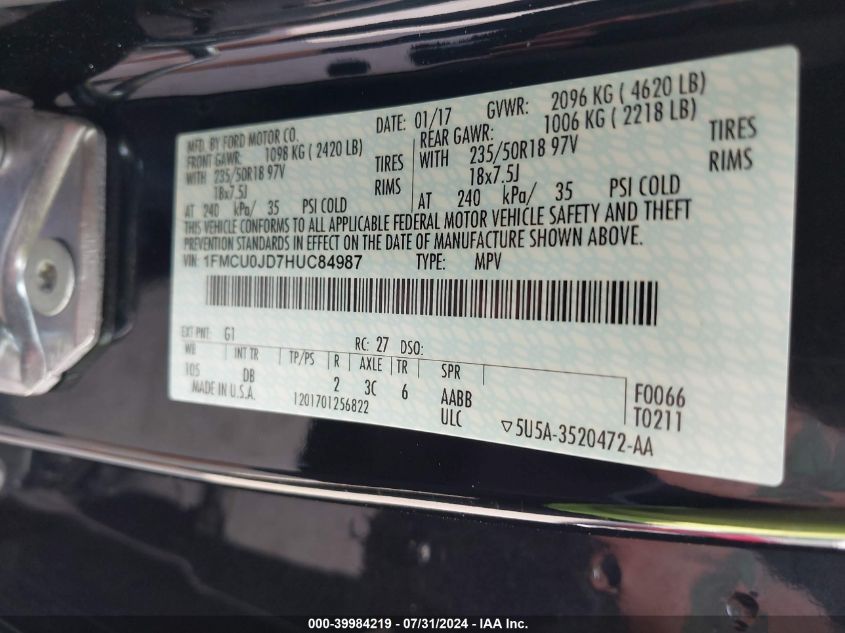 MFD. BY FORD MOTOR CO. DATE: 01/17 GVWR: 2096 KG ( 4620 LB)
FRONT GAWR: 1098 KG ( 2420 LB) REAR GAWR: 1006 KG ( 2218 LB)
WITH 235/50R18 97V TIRES WITH 235/50R18 97V TIRES
18x7.5J RIMS 18x7.5J RIMS
AT 240 kPa/ 35 PSI COLD AT 240 kPa/ 35 PSI COLD
THIS VEHICLE CONFORMS TO ALL APPLICABLE FEDERAL MOTOR VEHICLE SAFETY AND THEFT
PREVENTION STANDARDS IN EFFECT ON THE DATE OF MANUFACTURE SHOWN ABOVE.
VIN: 1FMCU0JD7HUC84987 TYPE: MPV
EXT PNT: G1 RC: 27 DSO:
WB INT TR TP/PS R AXLE TR SPR
105 DB 2 3C 6 AABB F0066
MADE IN U.S.A. 1201701256822 ULC T0211
▽5U5A-3520472-AA
000-39984219 - 07/31/2024 - IAA Inc.